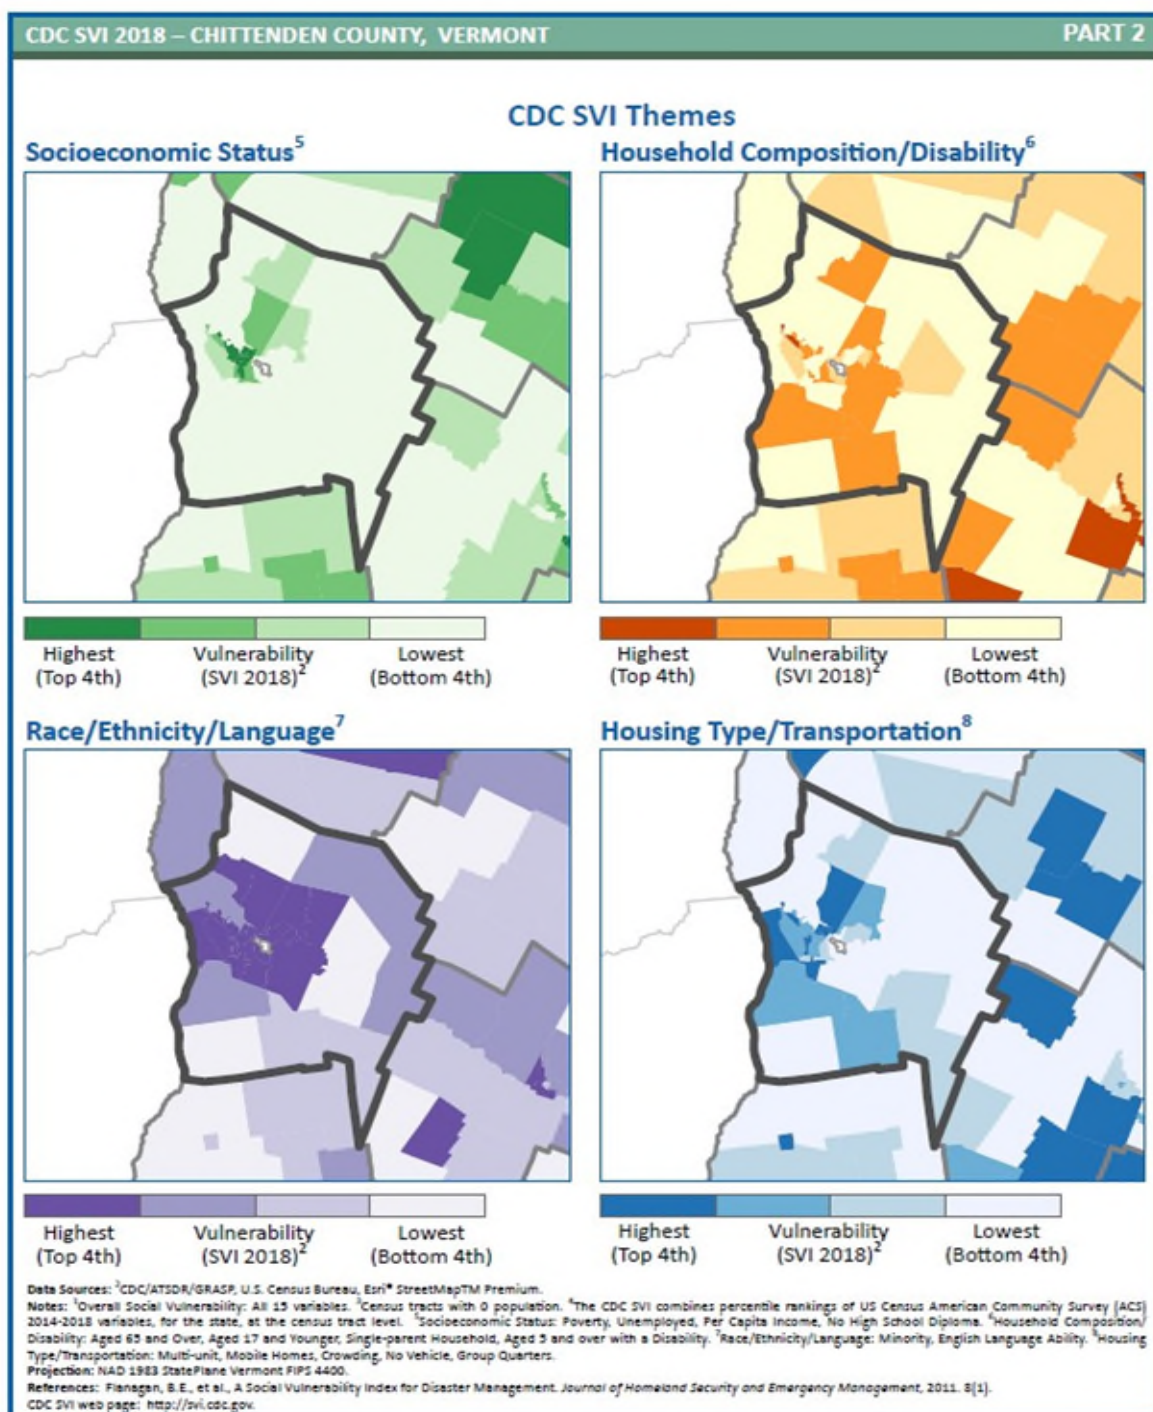 CDC SVI 2018 – CHITTENDEN COUNTY, VERMONT
PART 2
CDC SVI Themes
Socioeconomic Status5
Household Composition/Disability6
Highest
(Top 4th)
Vulnerability
(SVI 2018)2
Lowest
(Bottom 4th)
Highest
(Top 4th)
Vulnerability
(SVI 2018)2
Lowest
(Bottom 4th)
Race/Ethnicity/Language7
Housing Type/Transportation8
Highest
(Top 4th)
Vulnerability
(SVI 2018)2
Lowest
(Bottom 4th)
Highest
(Top 4th)
Vulnerability
(SVI 2018)2
Lowest
(Bottom 4th)
Data Sources: 2CDC/ATSDR/GRASP, U.S. Census Bureau, Esri® StreetMapTM Premium.
Notes: 1Overall Social Vulnerability: All 15 variables. 3Census tracts with 0 population. 4The CDC SVI combines percentile rankings of US Census American Community Survey (ACS)
2014-2018 variables, for the state, at the census tract level. 5Socioeconomic Status: Poverty, Unemployed, Per Capita Income, No High School Diploma. 6Household Composition/
Disability: Aged 65 and Over, Aged 17 and Younger, Single-parent Household, Aged 5 and over with a Disability. 7Race/Ethnicity/Language: Minority, English Language Ability. 8Housing
Type/Transportation: Multi-unit, Mobile Homes, Crowding, No Vehicle, Group Quarters.
Projection: NAD 1983 StatePlane Vermont FIPS 4400.
References: Flanagan, B.E., et al., A Social Vulnerability Index for Disaster Management. Journal of Homeland Security and Emergency Management, 2011. 8(1).
CDC SVI web page: http://svi.cdc.gov.